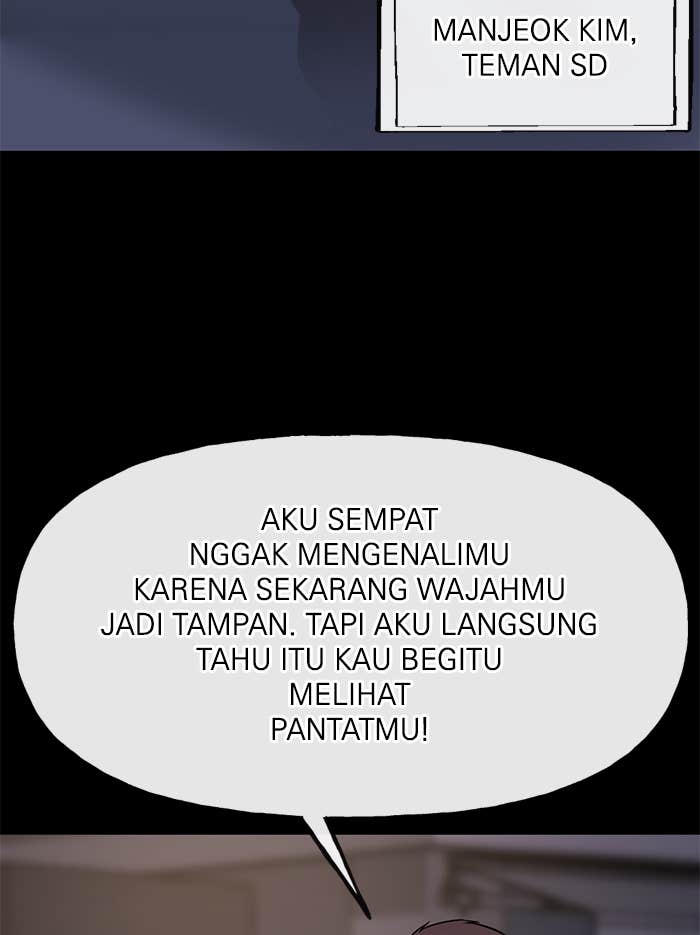 MANJEOK KIM,
TEMAN SD
AKU SEMPAT
NGGAK MENGENALIMU
KARENA SEKARANG WAJAHMU
JADI TAMPAN. TAPI AKU LANGSUNG
TAHU ITU KAU BEGITU
MELIHAT
PANTATMU!